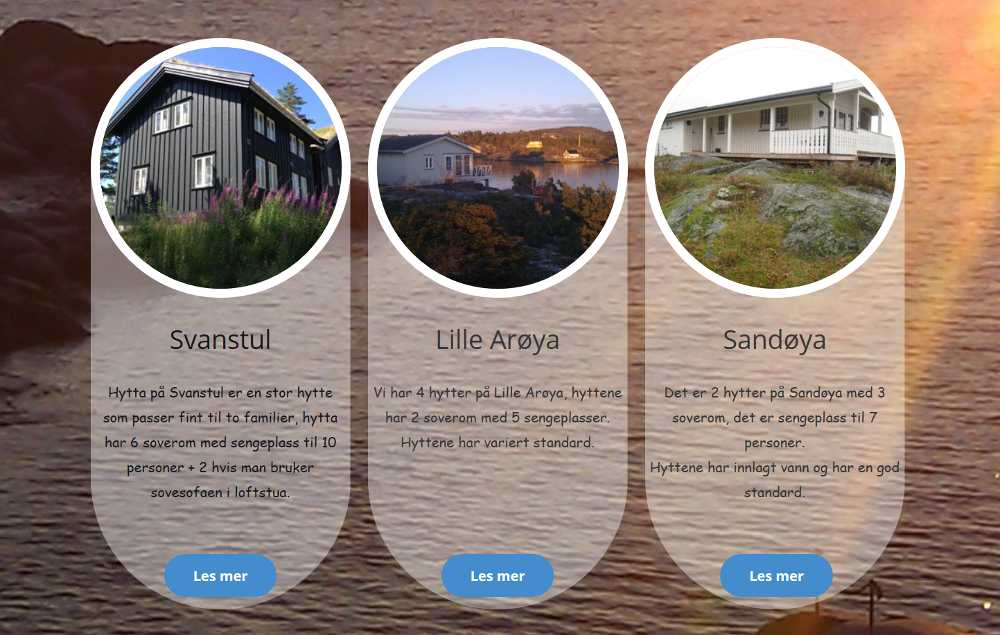 Svanstul
Hytta på Svanstul er en stor hytte
som passer fint til to familier, hytta
har 6 soverom med sengeplass til 10
personer + 2 hvis man bruker
sovesofaen i loftstua.
Les mer
Lille Arøya
Vi har 4 hytter på Lille Arøya, hyttene
har 2 soverom med 5 sengeplasser.
Hyttene har variert standard.
Les mer
Sandøya
Det er 2 hytter på Sandøya med 3
soverom, det er sengeplass til 7
personer.
Hyttene har innlagt vann og har en god
standard.
Les mer